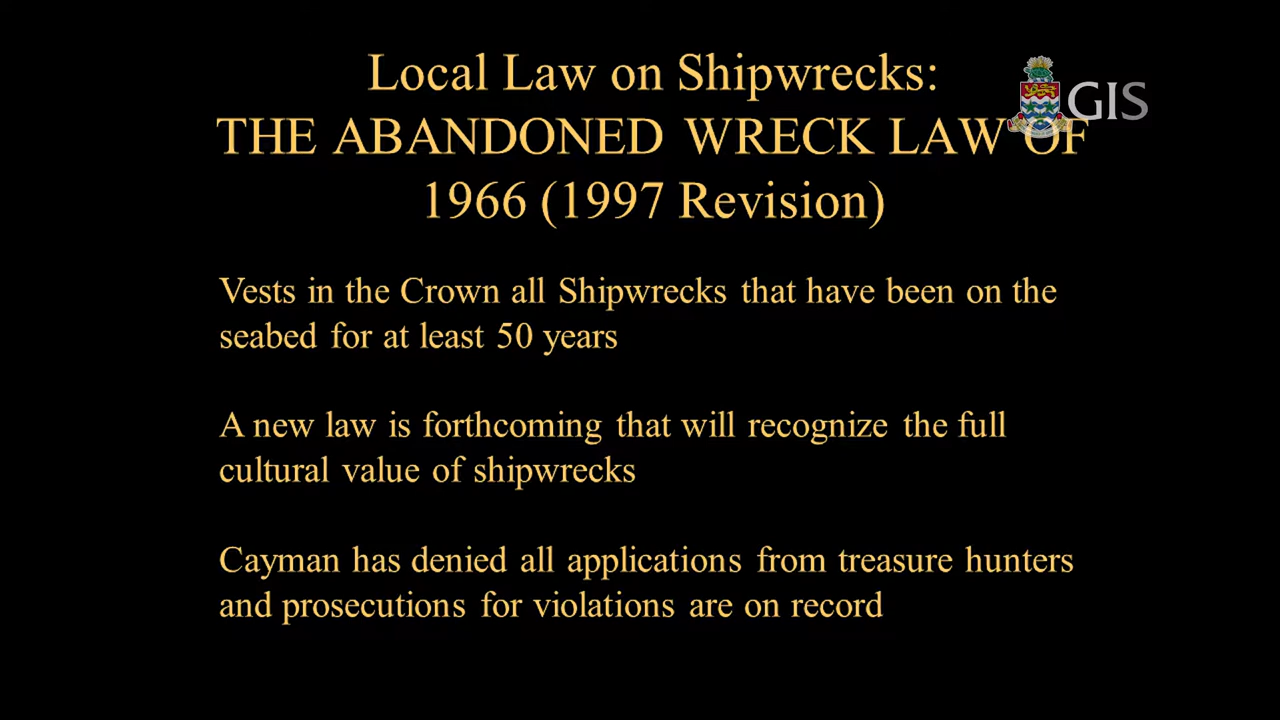 Local Law on Shipwrecks:
GIS
THE ABANDONED WRECK LAW OF
1966 (1997 Revision)
Vests in the Crown all Shipwrecks that have been on the
seabed for at least 50 years
A new law is forthcoming that will recognize the full
cultural value of shipwrecks
Cayman has denied all applications from treasure hunters
and prosecutions for violations are on record